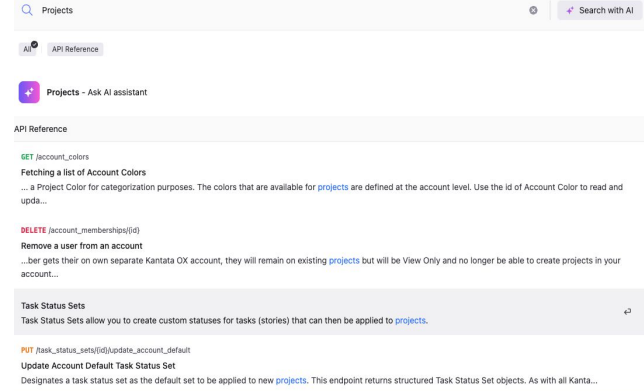 Projects
Search with AI
All
API Reference
Projects - Ask AI assistant
API Reference
GET /account_colors
Fetching a list of Account Colors
... a Project Color for categorization purposes. The colors that are available for projects are defined at the account level. Use the id of Account Color to read and
upda...
DELETE /account_memberships/{id}
Remove a user from an account
...ber gets their on own separate Kantata OX account, they will remain on existing projects but will be View Only and no longer be able to create projects in your
account...
Task Status Sets
Task Status Sets allow you to create custom statuses for tasks (stories) that can then be applied to projects.
PUT /task_status_sets/{id}/update_account_default
Update Account Default Task Status Set
Designates a task status set as the default set to be applied to new projects. This endpoint returns structured Task Status Set objects. As with all Kanta...